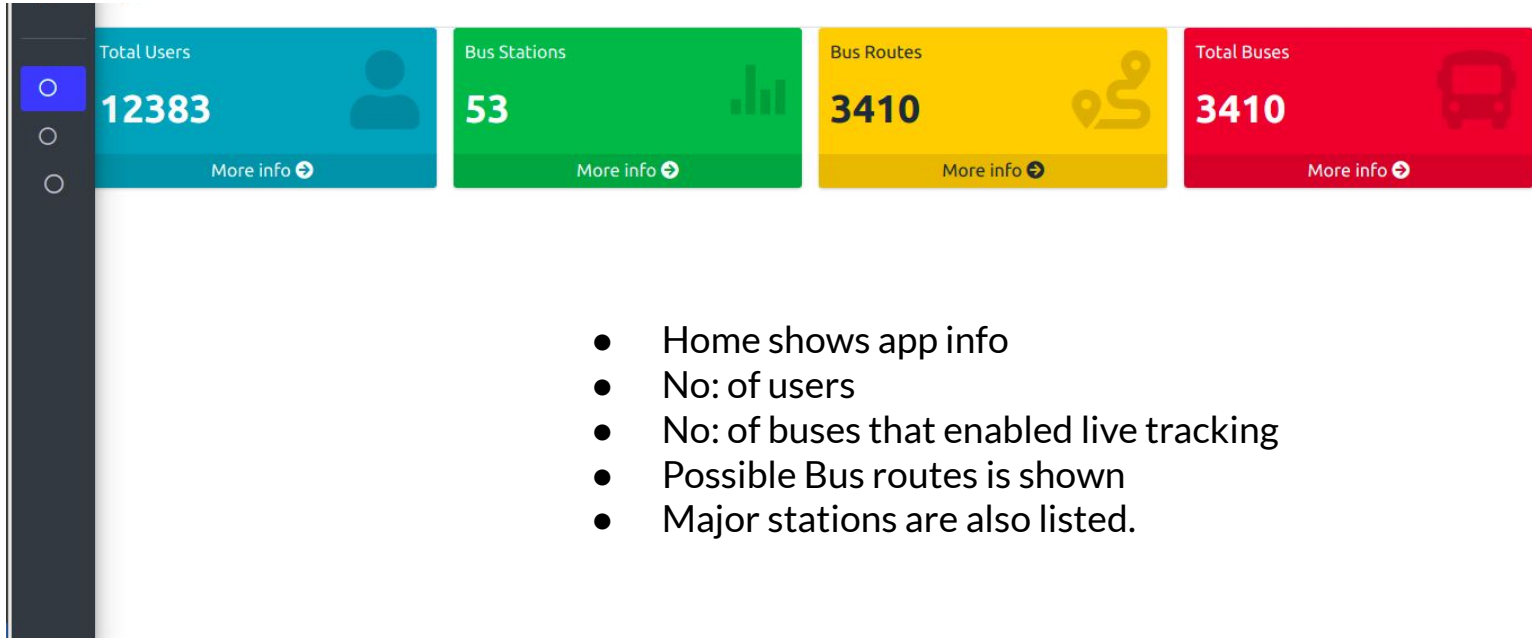 Total Users
12383
More info
Bus Stations
53
More info
Bus Routes
3410
More info
Total Buses
3410
More info
● Home shows app info
● No: of users
● No: of buses that enabled live tracking
● Possible Bus routes is shown
● Major stations are also listed.